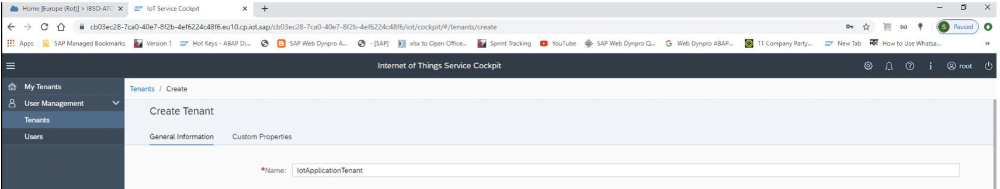 Home [Europe (Rot)] > IBSO-ATO
IoT Service Cockpit
cb03ec28-7ca0-40e7-8f2b-4ef6224c48f6.eu10.cp.iot.sap/cb03ec28-7ca0-40e7-8f2b-4ef6224c48f6/iot/cockpit/#/tenants/create
S Paused
Apps SAP Managed Bookmarks Version 1 Hot Keys - ABAP Di... SAP Web Dynpro A... - [SAP] xlsx to Open Office... Sprint Tracking YouTube SAP Web Dynpro Q... G Web Dynpro ABAP... 11 Company Party... New Tab HTC How to Use Whatsa... »
Internet of Things Service Cockpit
root
My Tenants
User Management
Tenants
Users
Tenants / Create
Create Tenant
General Information Custom Properties
*Name: IotApplicationTenant